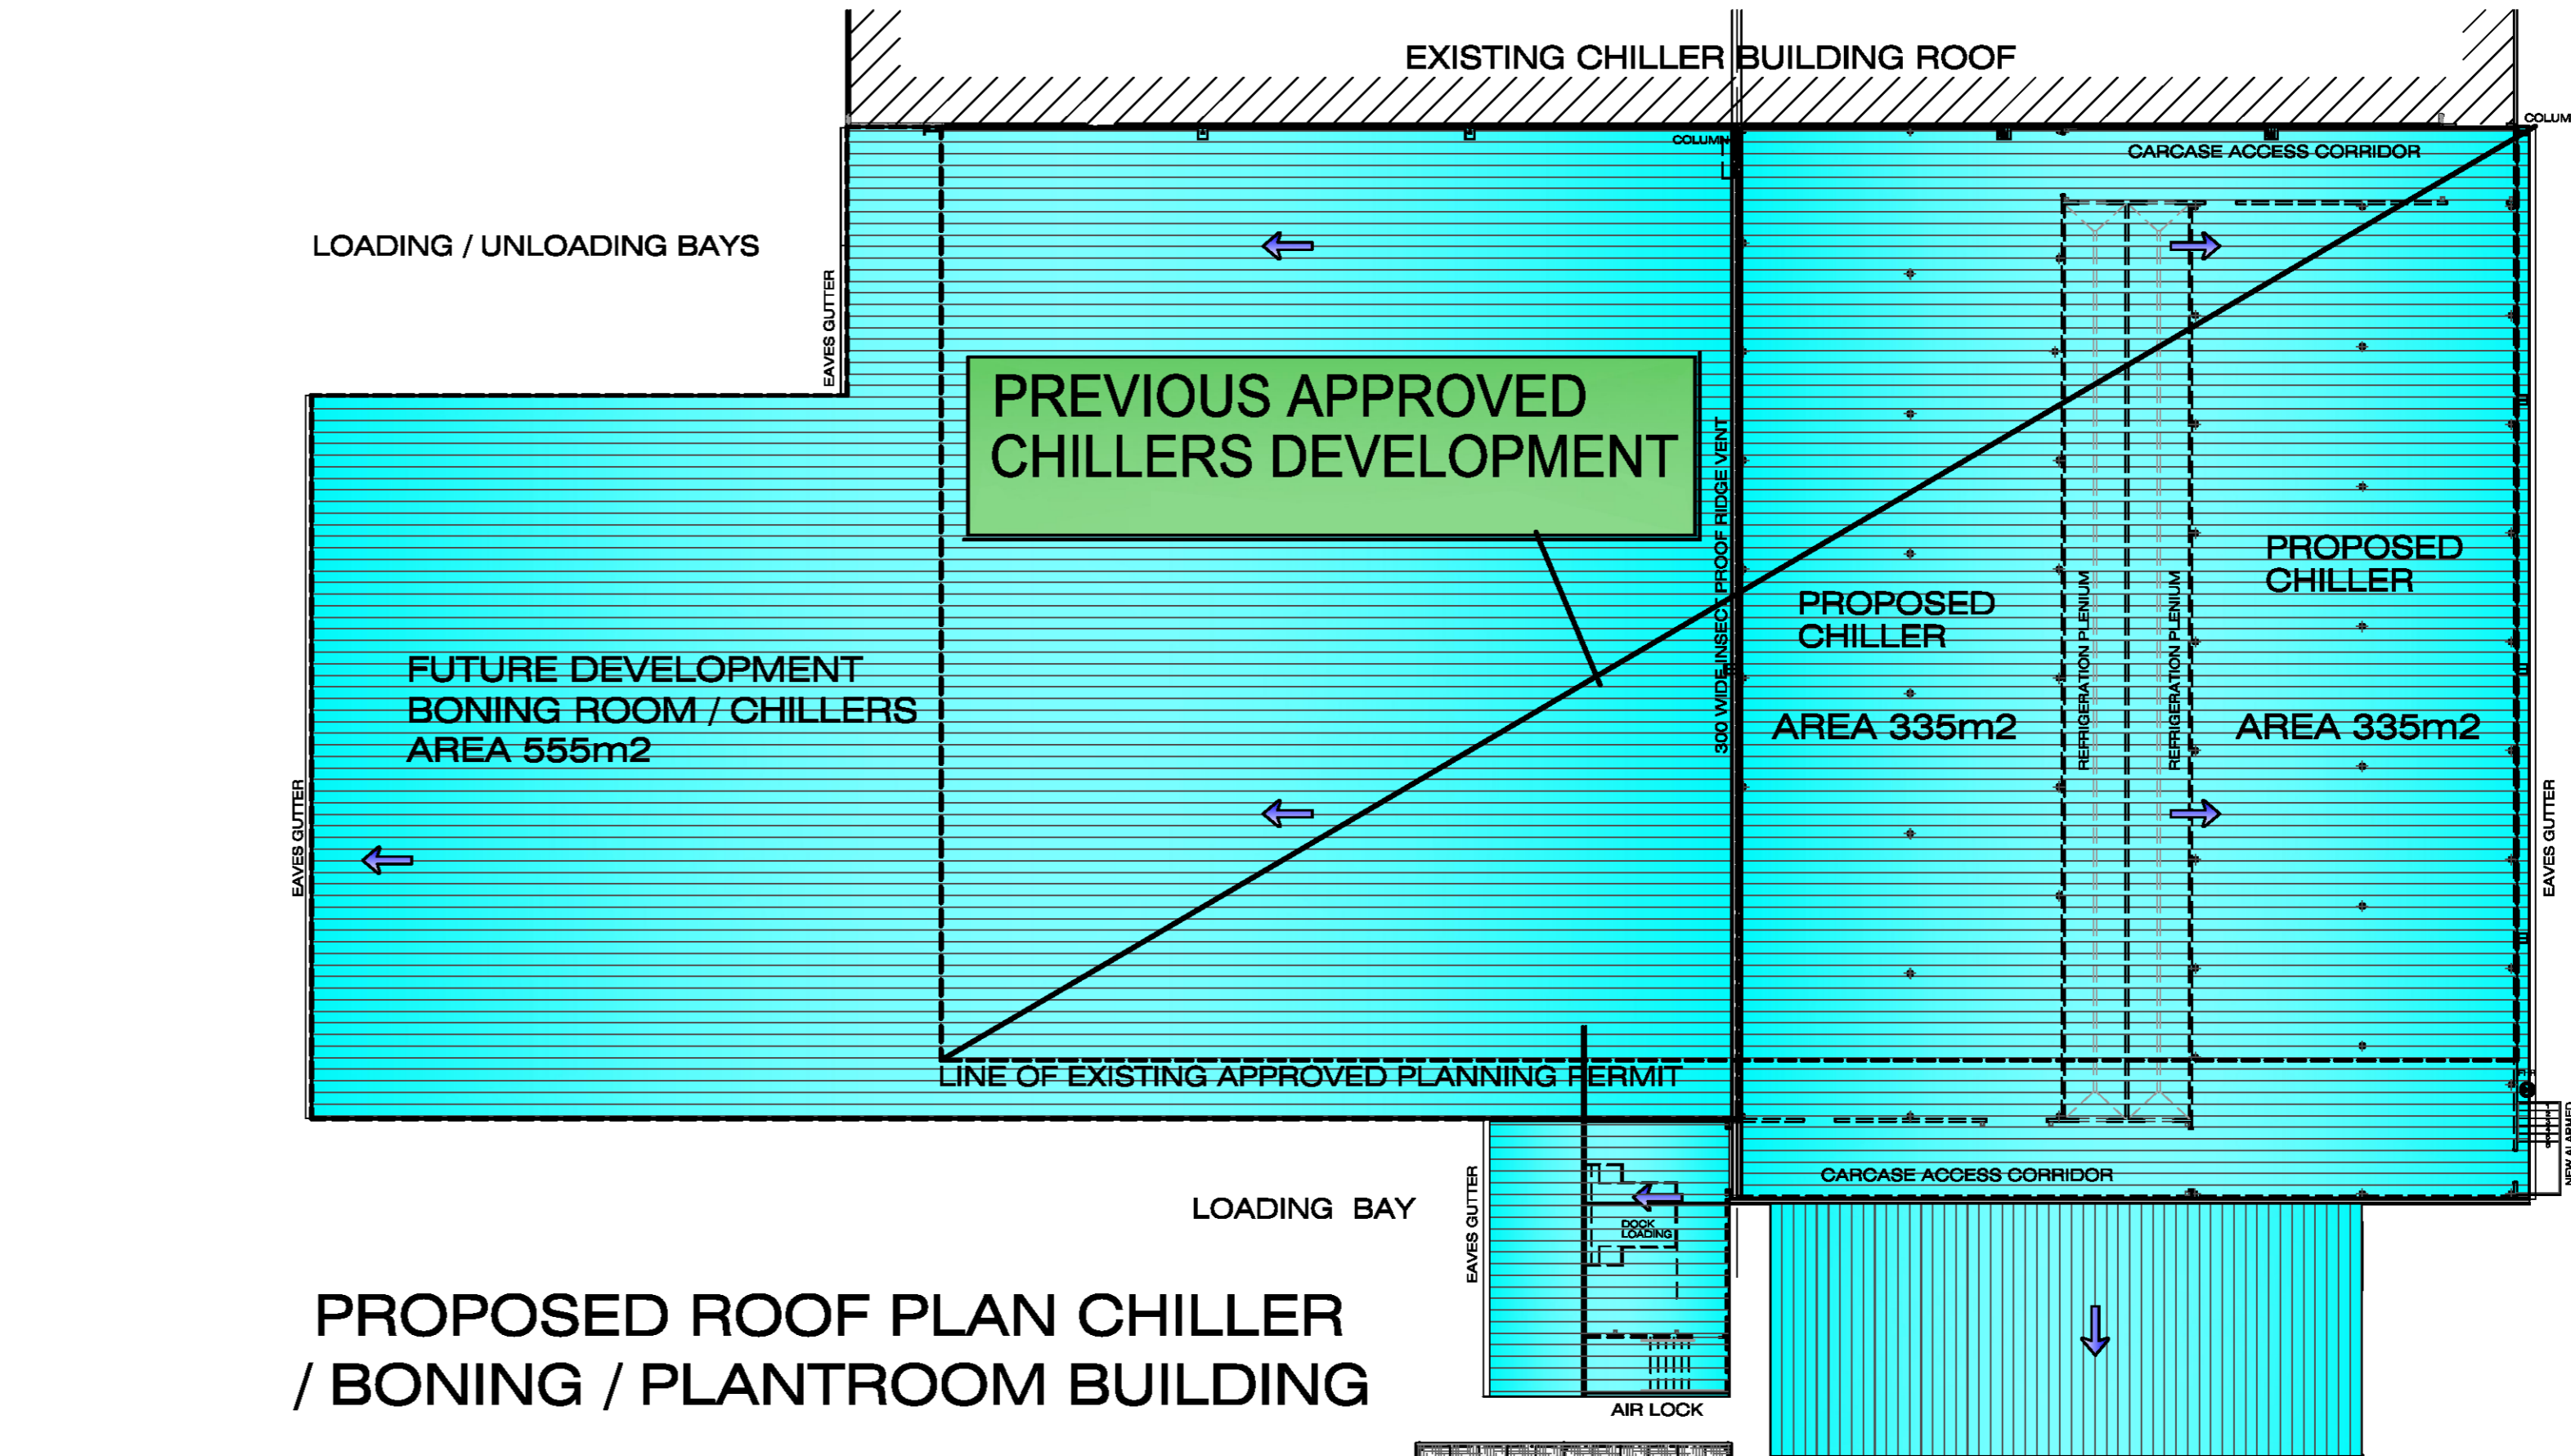 EXISTING CHILLER BUILDING ROOF
COLUM
COLUMN
CARCASE ACCESS CORRIDOR
LOADING / UNLOADING BAYS
EAVES GUTTER
PREVIOUS APPROVED
CHILLERS DEVELOPMENT
300 WIDE INSECT PROOF RIDGE VENT
PROPOSED
CHILLER
PROPOSED
CHILLER
REFRIGERATION PLENIUM
REFRIGERATION PLENIUM
FUTURE DEVELOPMENT
BONING ROOM / CHILLERS
AREA 555m2
AREA 335m2
AREA 335m2
EAVES GUTTER
EAVES GUTTER
LINE OF EXISTING APPROVED PLANNING PERMIT
NEW ALARMED
CARCASE ACCESS CORRIDOR
LOADING BAY
EAVES GUTTER
DOCK
LOADING
PROPOSED ROOF PLAN CHILLER
/ BONING / PLANTROOM BUILDING
AIR LOCK